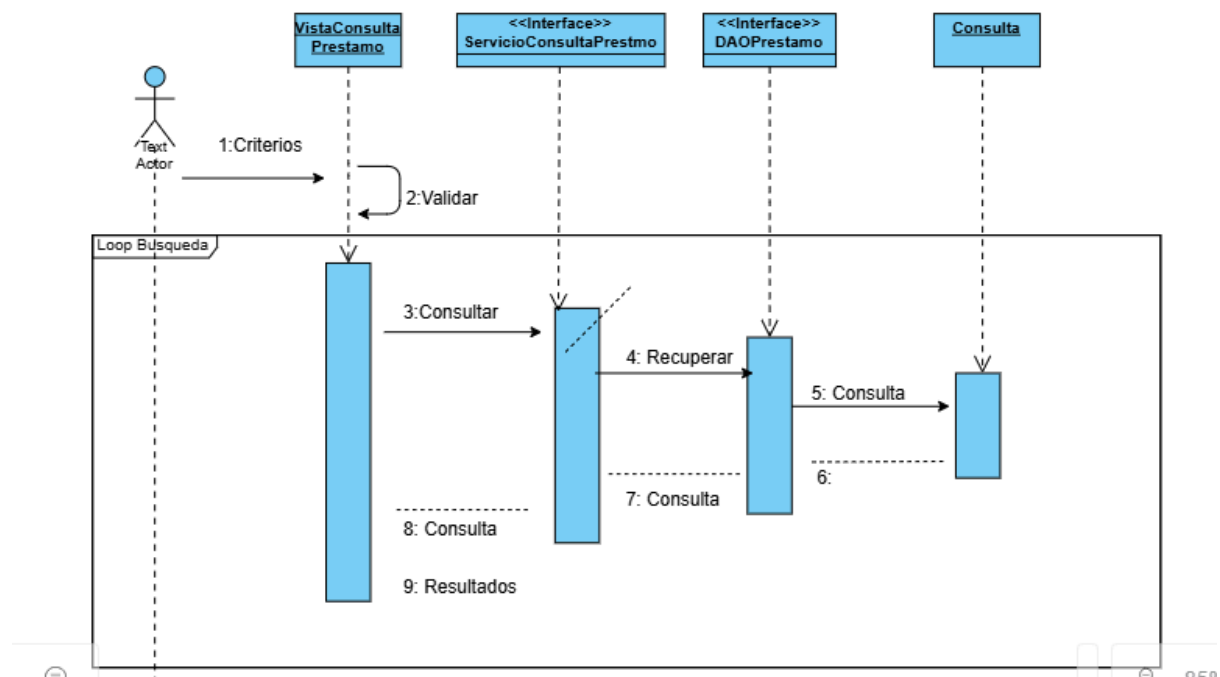 VistaConsulta
Prestamo
<<Interface>>
ServicioConsultaPrestmo
<<Interface>>
DAOPrestamo
Consulta
Text
Actor
1:Criterios
2:Validar
Loop Busqueda
3:Consultar
4: Recuperar
5: Consulta
6:
7: Consulta
8: Consulta
9: Resultados